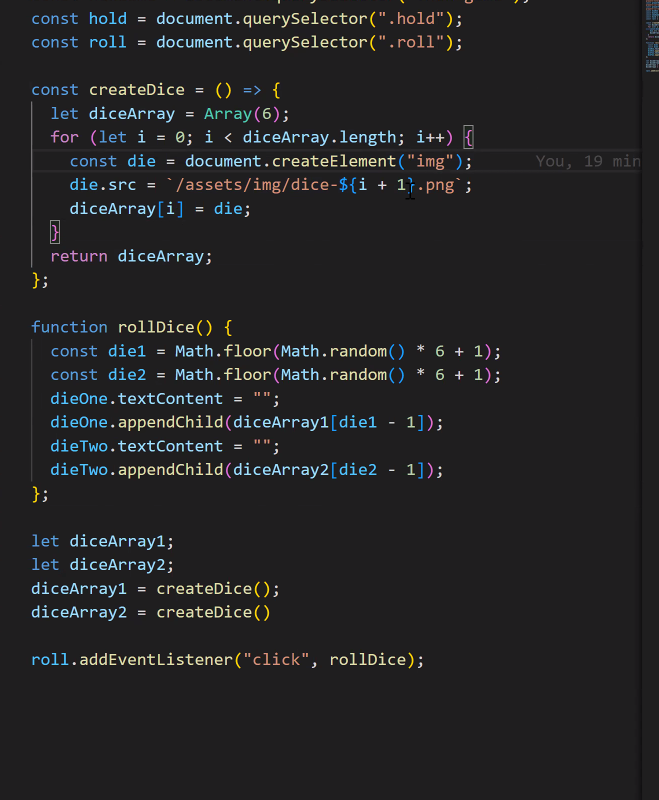 const hold = document.querySelector(".hold");
const roll = document.querySelector(".roll");
const createDice = () => {
let diceArray = Array(6);
for (let i = 0; i < diceArray.length; i++) {
const die = document.createElement("img"); You, 19 min
die.src = `/assets/img/dice-${i + 1}.png`;
diceArray[i] = die;
}
return diceArray;
};
function rollDice() {
const die1 = Math.floor(Math.random() * 6 + 1);
const die2 = Math.floor(Math.random() * 6 + 1);
dieOne.textContent = "";
dieOne.appendChild(diceArray1[die1 - 1]);
dieTwo.textContent = "";
dieTwo.appendChild(diceArray2[die2 - 1]);
};
let diceArray1;
let diceArray2;
diceArray1 = createDice();
diceArray2 = createDice()
roll.addEventListener("click", rollDice);